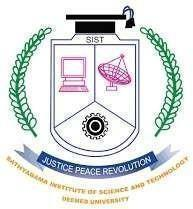 SIST
JUSTICE PEACE REVOLUTION
SATHYABAMA INSTITUTE OF SCIENCE AND TECHNOLOGY
DEEMED UNIVERSITY